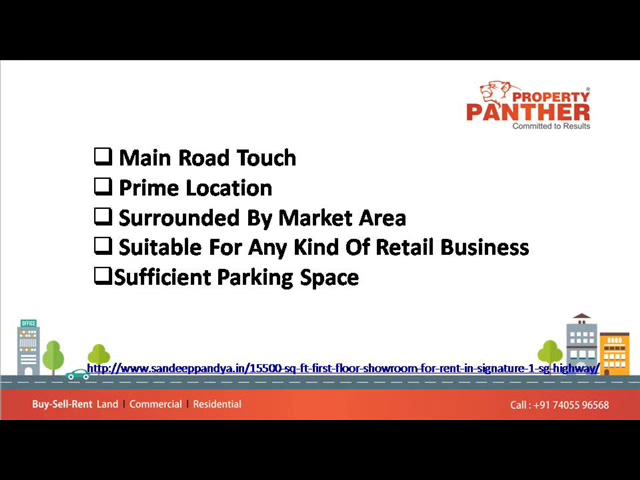 PROPERTY
PANTHER
Committed to Results
Main Road Touch
Prime Location
Surrounded By Market Area
Suitable For Any Kind Of Retail Business
Sufficient Parking Space
OFFICE
http://www.sandeeppandya.in/15500-sq-ft-first-floor-showroom-for-rent-in-signature-1-sg-highway/
Buy-Sell-Rent Land | Commercial | Residential
Call : +91 74055 96568